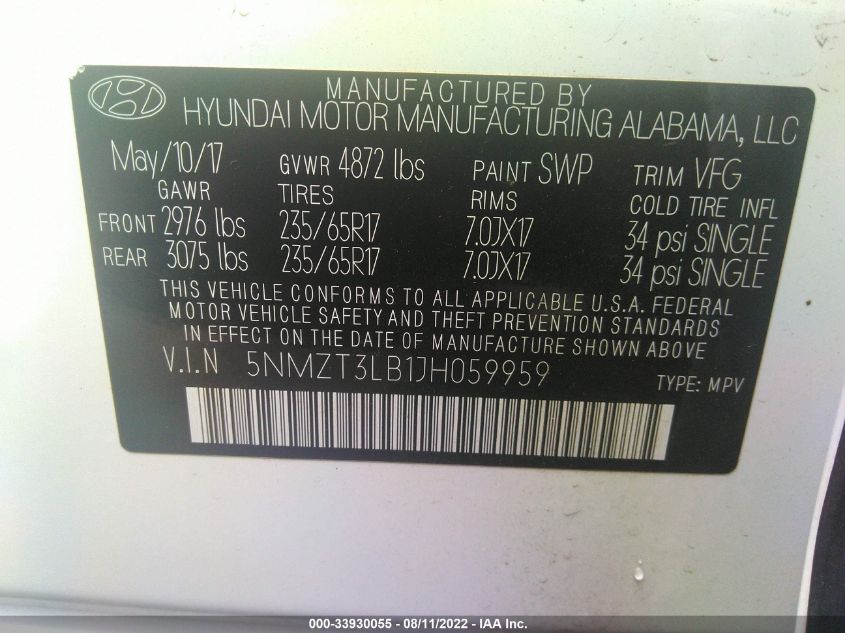 MANUFACTURED BY
HYUNDAI MOTOR MANUFACTURING ALABAMA, LLC
May/10/17 GVWR 4872 lbs PAINT SWP TRIM VFG
GAWR TIRES RIMS COLD TIRE INFL
FRONT 2976 lbs 235/65R17 7.0JX17 34 psi SINGLE
REAR 3075 lbs 235/65R17 7.0JX17 34 psi SINGLE
THIS VEHICLE CONFORMS TO ALL APPLICABLE U.S.A. FEDERAL
MOTOR VEHICLE SAFETY AND THEFT PREVENTION STANDARDS
IN EFFECT ON THE DATE OF MANUFACTURE SHOWN ABOVE
V.I.N 5NMZT3LB1JH059959 TYPE: MPV
000-33930055 - 08/11/2022 - IAA Inc.